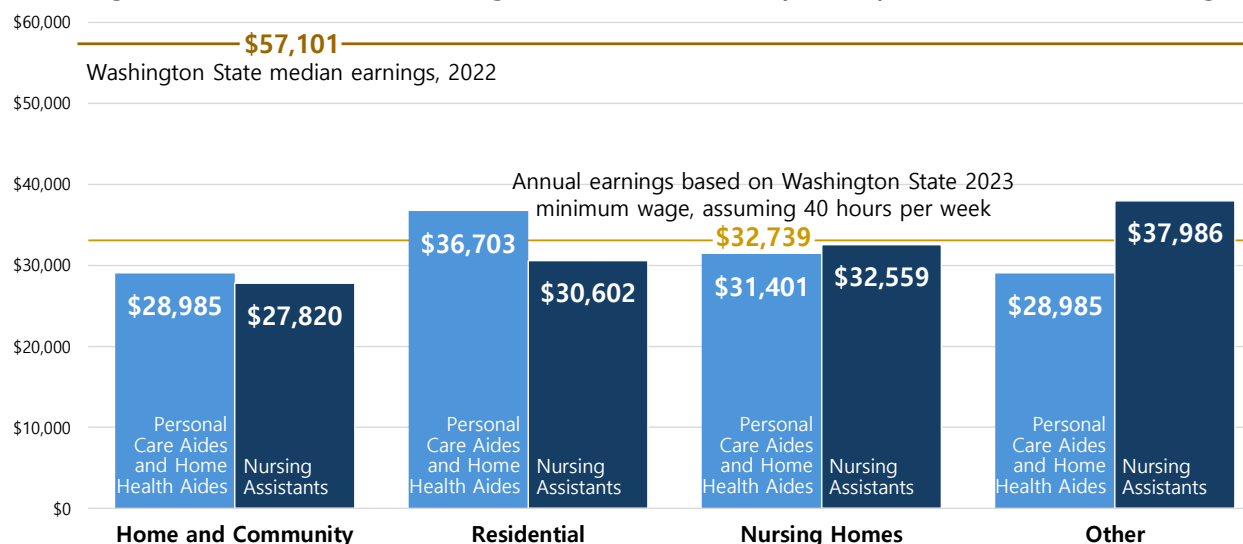 $60,000
$57,101
Washington State median earnings, 2022
$50,000
$40,000
Annual earnings based on Washington State 2023
minimum wage, assuming 40 hours per week
$32,739
$30,000
$20,000
$10,000
$0
$28,985
$27,820
$36,703
$30,602
$31,401
$32,559
$28,985
$37,986
Personal
Care Aides
and Home
Health Aides
Nursing
Assistants
Personal
Care Aides
and Home
Health Aides
Nursing
Assistants
Personal
Care Aides
and Home
Health Aides
Nursing
Assistants
Personal
Care Aides
and Home
Health Aides
Nursing
Assistants
Home and Community
Residential
Nursing Homes
Other